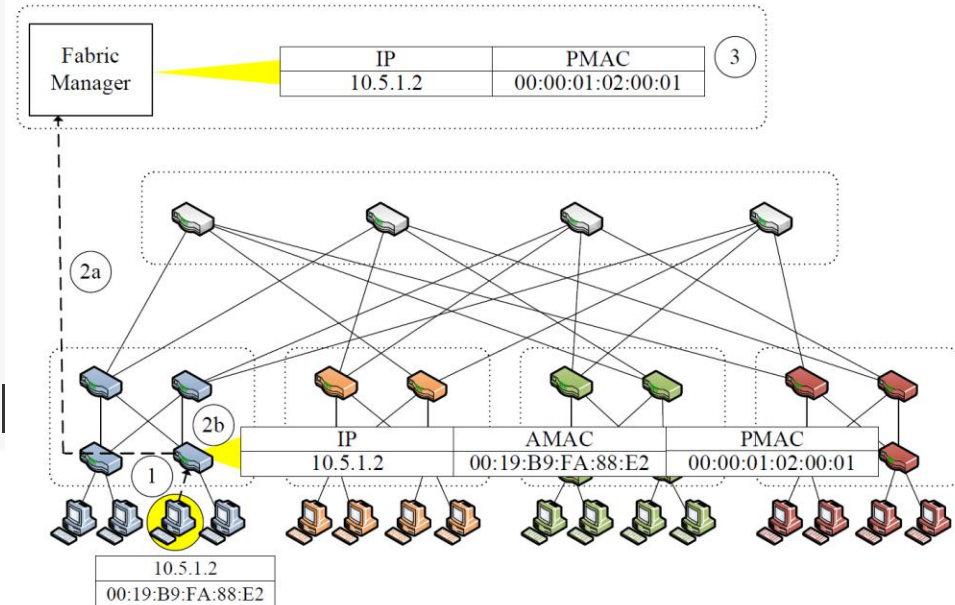 Fabric
Manager
IP PMAC
10.5.1.2 00:00:01:02:00:01
3
2a
2b
IP AMAC PMAC
10.5.1.2 00:19:B9:FA:88:E2 00:00:01:02:00:01
1
10.5.1.2
00:19:B9:FA:88:E2